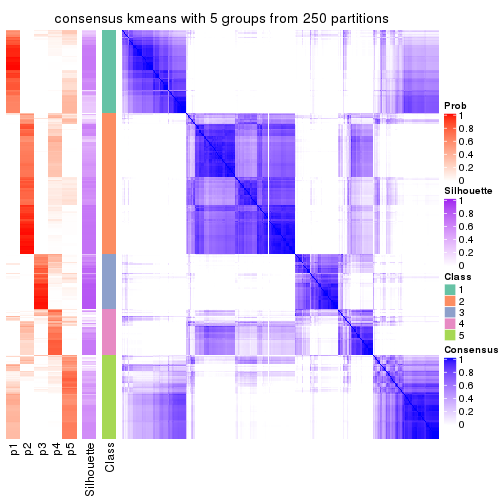 consensus kmeans with 5 groups from 250 partitions
Prob
1
0.8
0.6
0.4
0.2
0
Silhouette
1
0.8
0.6
0.4
0.2
0
Class
1
2
3
4
5
Consensus
1
0.8
0.6
0.4
0.2
0
p1
p2
p3
p4
p5
Silhouette
Class